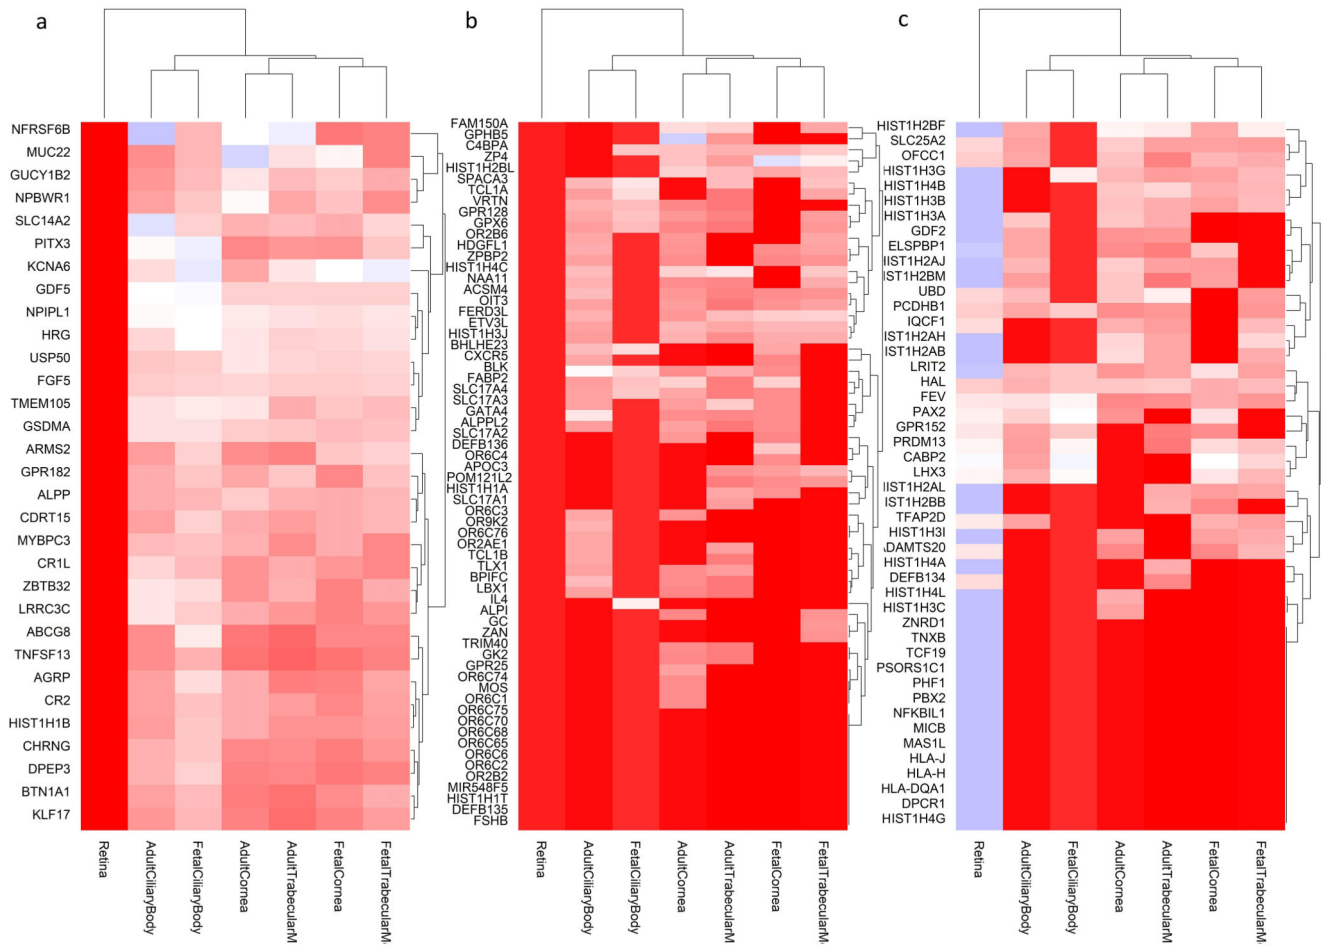 a
NFRSF6B
MUC22
GUCY1B2
NPBWR1
SLC14A2
PITX3
KCNA6
GDF5
NPIPL1
HRG
USP50
FGF5
TMEM105
GSDMA
ARMS2
GPR182
ALPP
CDRT15
MYBPC3
CR1L
ZBTB32
LRRC3C
ABCG8
TNFSF13
AGRP
CR2
HIST1H1B
CHRNG
DPEP3
BTN1A1
KLF17
Retina
AdultCiliaryBody
FetalCiliaryBody
AdultCornea
AdultTrabecularM
FetalCornea
FetalTrabecularM
b
FAM150A
GPHB5
C4BPA
ZP4
HIST1H2BL
SPACA3
TCL1A
VRTN
GPR128
GPX6
OR2B6
HDGFL1
ZPBP2
HIST1H4C
NAA11
ACSM4
OIT3
FERD3L
ETV3L
HIST1H3J
BHLHE23
CXCR5
BLK
FABP2
SLC17A4
SLC17A3
GATA4
ALPPL2
SLC17A2
DEFB136
OR6C4
APOC3
POM121L2
HIST1H1A
SLC17A1
OR6C3
OR9K2
OR6C76
OR2AE1
TCL1B
TLX1
BPIFC
LBX1
IL4
ALPI
GC
ZAN
TRIM40
GK2
GPR25
OR6C74
MOS
OR6C1
OR6C75
OR6C70
OR6C68
OR6C65
OR6C6
OR6C2
OR2B2
MIR548F5
HIST1H1T
DEFB135
FSHB
Retina
AdultCiliaryBody
FetalCiliaryBody
AdultCornea
AdultTrabecularM
FetalCornea
FetalTrabecularM
c
HIST1H2BF
SLC25A2
OFCC1
HIST1H3G
HIST1H4B
HIST1H3B
HIST1H3A
GDF2
ELSPBP1
IIST1H2AJ
IIST1H2BM
UBD
PCDHB1
IQCF1
IST1H2AH
IST1H2AB
LRIT2
HAL
FEV
PAX2
GPR152
PRDM13
CABP2
LHX3
IIST1H2AL
IST1H2BB
TFAP2D
HIST1H3I
ADAMTS20
HIST1H4A
DEFB134
HIST1H4L
HIST1H3C
ZNRD1
TNXB
TCF19
PSORS1C1
PHF1
PBX2
NFKBIL1
MICB
MAS1L
HLA-J
HLA-H
HLA-DQA1
DPCR1
HIST1H4G
Retina
AdultCiliaryBody
FetalCiliaryBody
AdultCornea
AdultTrabecularM
FetalCornea
FetalTrabecularM